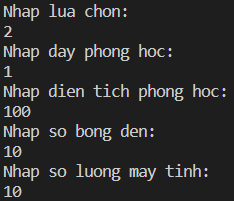 Nhap lua chon:
2
Nhap day phong hoc:
1
Nhap dien tich phong hoc:
100
Nhap so bong den:
10
Nhap so luong may tinh:
10